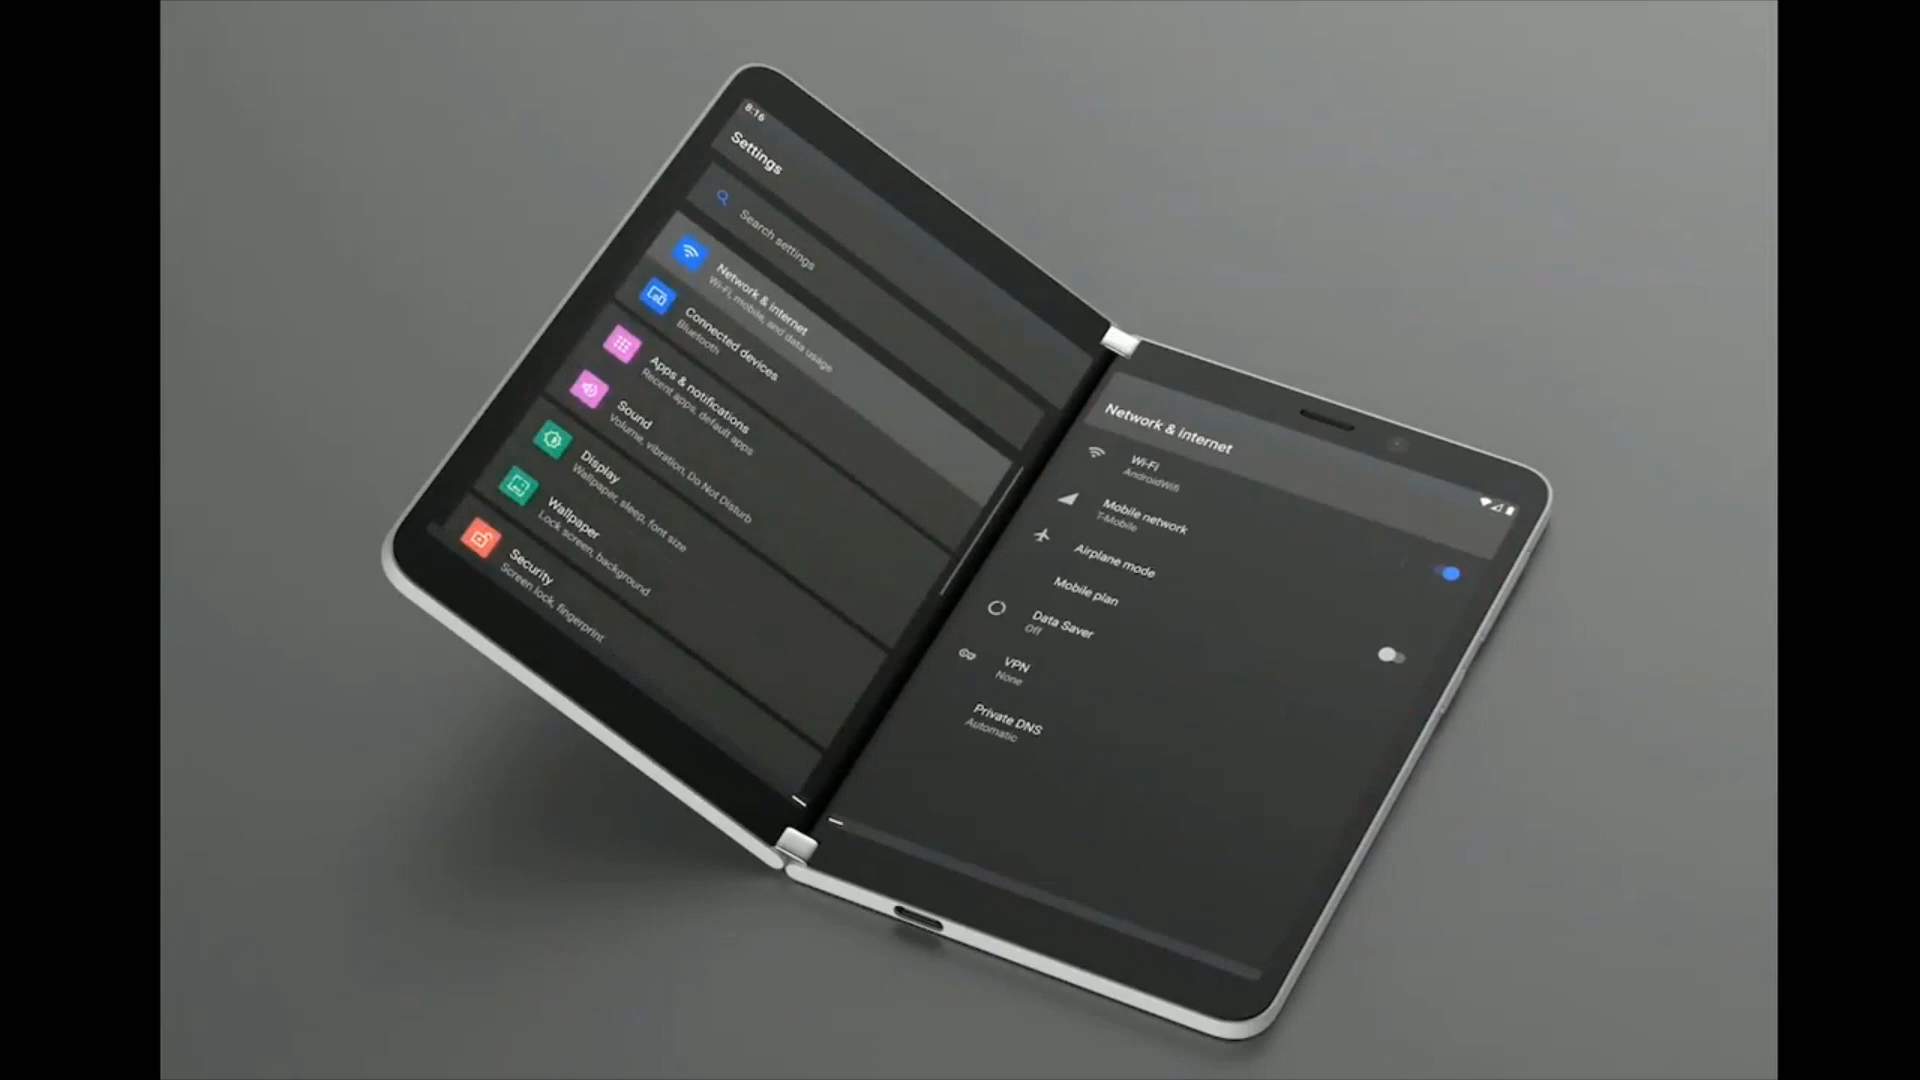 8:16
Settings
Search settings
Network & internet
Wi-Fi, mobile, and data usage
Connected devices
Bluetooth
Apps & notifications
Recent apps, default apps
Sound
Volume, vibration, Do Not Disturb
Display
Wallpaper, sleep, font size
Wallpaper
Lock screen, background
Security
Screen lock, fingerprint
Network & internet
Wi-Fi
AndroidWifi
Mobile network
T-Mobile
Airplane mode
Mobile plan
Data Saver
Off
VPN
None
Private DNS
Automatic